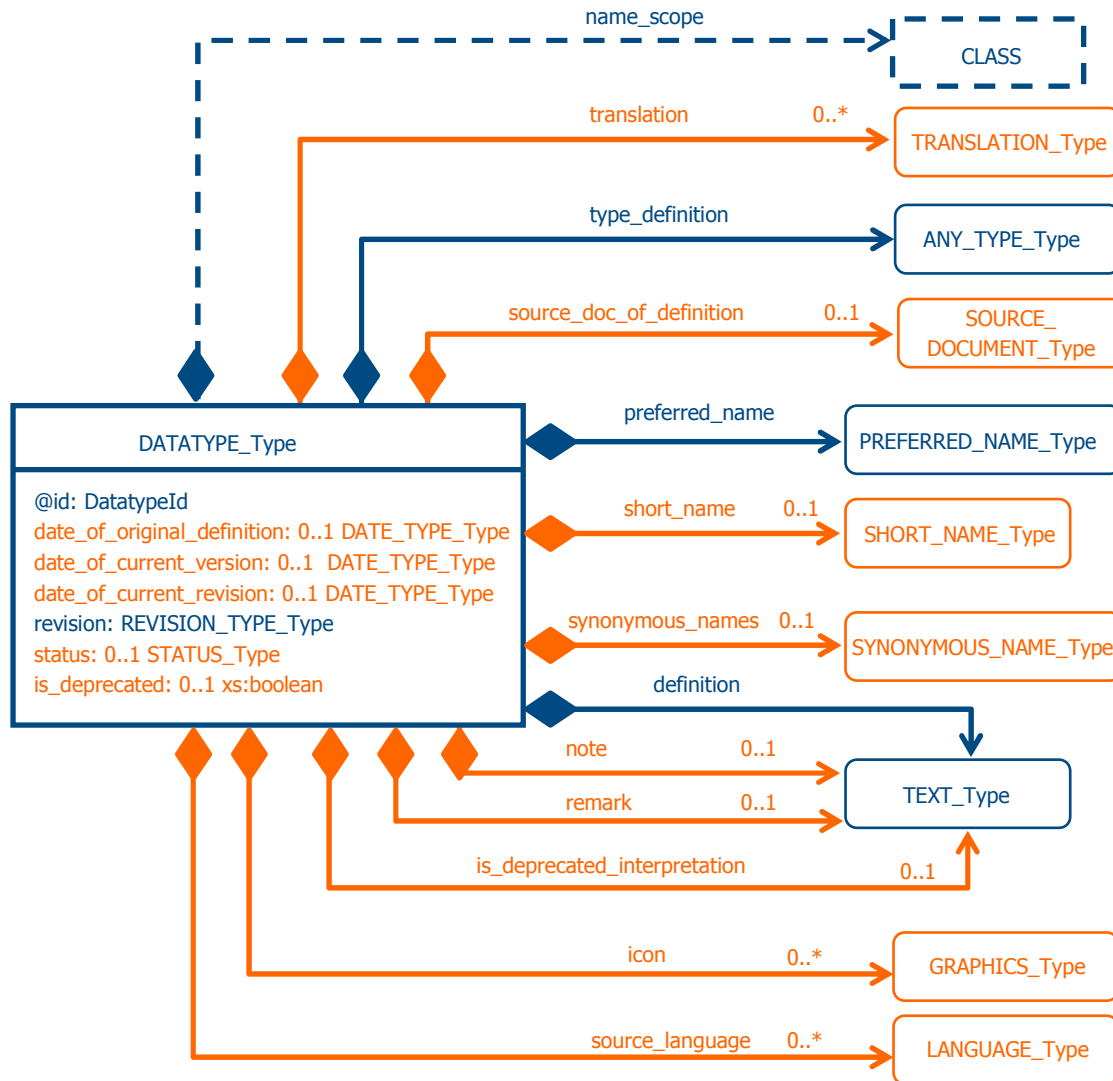 name_scope
CLASS
translation 0..*
TRANSLATION_Type
type_definition
ANY_TYPE_Type
source_doc_of_definition 0..1
SOURCE_
DOCUMENT_Type
DATATYPE_Type
preferred_name
PREFERRED_NAME_Type
@id: DatatypeId
date_of_original_definition: 0..1 DATE_TYPE_Type
date_of_current_version: 0..1 DATE_TYPE_Type
date_of_current_revision: 0..1 DATE_TYPE_Type
revision: REVISION_TYPE_Type
status: 0..1 STATUS_Type
is_deprecated: 0..1 xs:boolean
short_name 0..1
SHORT_NAME_Type
synonymous_names 0..1
SYNONYMOUS_NAME_Type
definition
note 0..1
TEXT_Type
remark 0..1
is_deprecated_interpretation 0..1
icon 0..*
GRAPHICS_Type
source_language 0..*
LANGUAGE_Type